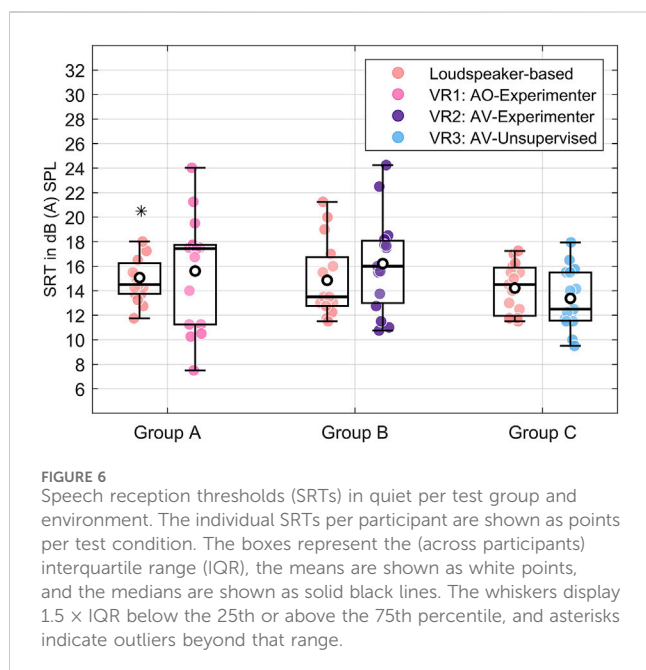 32
30
28
26
24
22
20
18
16
14
12
10
8
6
SRT in dB (A) SPL
Loudspeaker-based
VR1: AO-Experimenter
VR2: AV-Experimenter
VR3: AV-Unsupervised
Group A
Group B
Group C
FIGURE 6
Speech reception thresholds (SRTs) in quiet per test group and
environment. The individual SRTs per participant are shown as points
per test condition. The boxes represent the (across participants)
interquartile range (IQR), the means are shown as white points,
and the medians are shown as solid black lines. The whiskers display
1.5 × IQR below the 25th or above the 75th percentile, and asterisks
indicate outliers beyond that range.